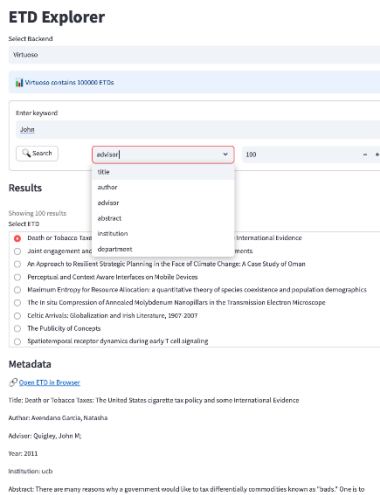 ETD Explorer
Select Backend
Virtuoso
Virtuoso contains 100000 ETDs
Enter keyword
John
Search
advisor
100
title
author
advisor
abstract
institution
department
Results
Showing 100 results
Select ETD
Death or Tobacco Taxes International Evidence
Joint engagement and ments
An Approach to Resilient Strategic Planning in the Face of Climate Change: A Case Study of Oman
Perceptual and Context Aware Interfaces on Mobile Devices
Maximum Entropy for Resource Allocation: a quantitative theory of species coexistence and population demographics
The In situ Compression of Annealed Molybdenum Nanopillars in the Transmission Electron Microscope
Celtic Arrivals: Globalization and Irish Literature, 1907-2007
The Publicity of Concepts
Spatiotemporal receptor dynamics during early T cell signaling
Metadata
Open ETD in Browser
Title: Death or Tobacco Taxes: The United States cigarette tax policy and some International Evidence
Author: Avendano Garcia, Natasha
Advisor: Quigley, John M;
Year: 2011
Institution: ucb
Abstract: There are many reasons why a government would like to tax differentially commodities known as "bads." One is to